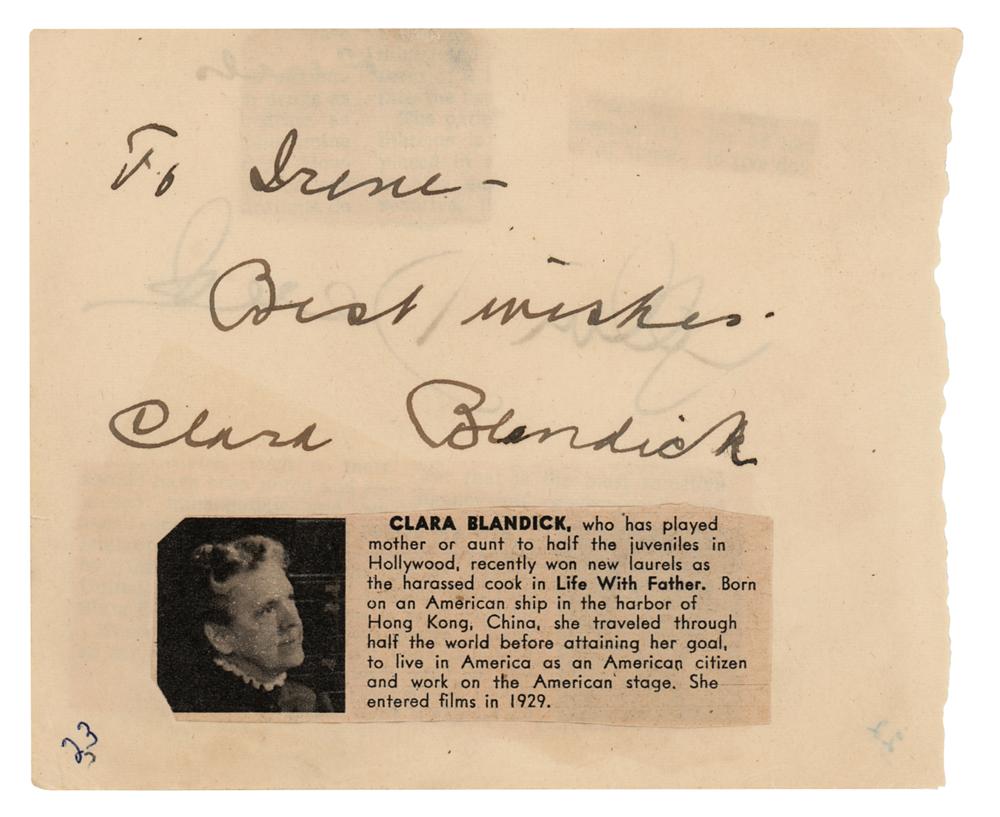 To Irene -
Best wishes.
Clara Blandick
CLARA BLANDICK, who has played
mother or aunt to half the juveniles in
Hollywood, recently won new laurels as
the harassed cook in Life With Father. Born
on an American ship in the harbor of
Hong Kong, China, she traveled through
half the world before attaining her goal,
to live in America as an American citizen
and work on the American stage. She
entered films in 1929.
33